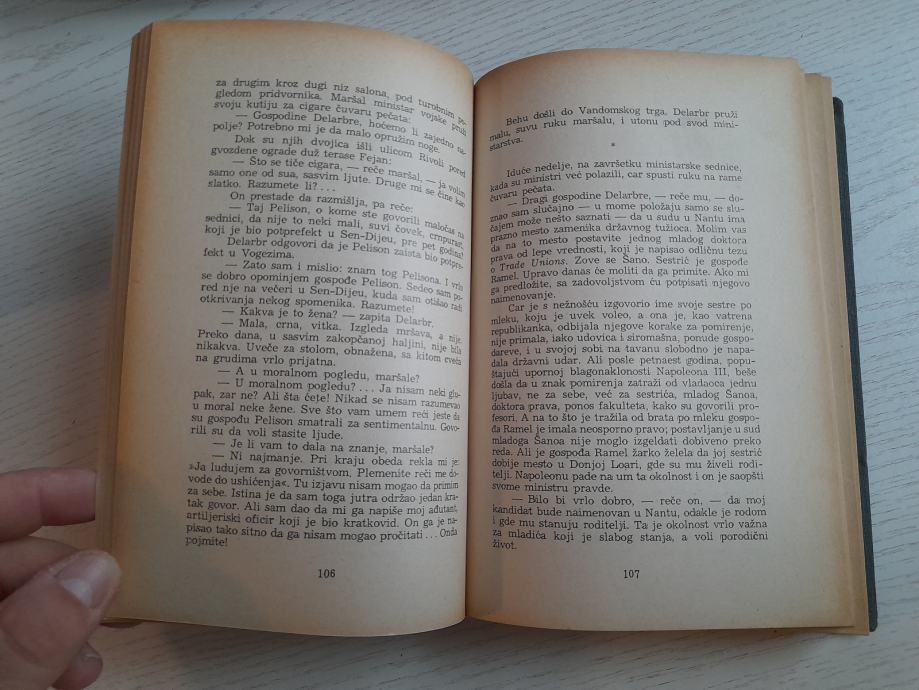 za drugim kroz dugi niz salona, pod turobnim po-
gledom pridvornika. Maršal ministar vojske pruži
svoju kutiju za cigare čuvaru pečata:
— Gospodine Delarbre, hoćemo li zajedno na-
polje? Potrebno mi je da malo opružim noge.
Dok su njih dvojica išli ulicom Rivoli pored
gvozdene ograde duž terase Fejan:
— Što se tiče cigara, — reče maršal, — ja volim
samo one od sua, sasvim ljute. Druge mi se čine kao
slatko. Razumete li? . . .
On prestade da razmišlja, pa reče:
— Taj Pelison, o kome ste govorili maločas na
sednici, da nije to neki mali, suvi čovek, crnpurast,
koji je bio potprefekt u Sen-Dijeu, pre pet godina?
Delarbr odgovori da je Pelison zaista bio potpre-
fekt u Vogezima.
— Zato sam i mislio: znam tog Pelisona. I vrlo
se dobro opominjem gospođe Pelison. Sedeo sam po-
red nje na večeri u Sen-Dijeu, kuda sam otišao radi
otkrivanja nekog spomenika. Razumete!
— Kakva je to žena? — zapita Delarbr.
— Mala, crna, vitka. Izgleda mršava, a nije.
Preko dana, u sasvim zakopčanoj haljini, nije bila
nikakva. Uveče za stolom, obnažena, sa kitom cveća
na grudima vrlo prijatna.
— A u moralnom pogledu, maršale?
— U moralnom pogledu? . . . Ja nisam neki glu-
pak, zar ne? Ali šta ćete! Nikad se nisam razumevao
u moral neke žene. Sve što vam umem reći jeste da
su gospođu Pelison smatrali za sentimentalnu. Govo-
rili su da voli stasite ljude.
— Je li vam to dala na znanje, maršale?
— Ni najmanje. Pri kraju obeda rekla mi je:
»Ja ludujem za govorništvom. Plemenite reči me do-
vode do ushićenja«. Tu izjavu nisam mogao da primim
za sebe. Istina je da sam toga jutra održao jedan kra-
tak govor. Ali sam dao da mi ga napiše moj ađutant,
artiljeriski oficir koji je bio kratkovid. On ga je na-
pisao tako sitno da ga nisam mogao pročitati . . . Onda
pojmite!
106
Behu došli do Vandomskog trga. Delarbr pruži
malu, suvu ruku maršalu, i utonu pod svod mini-
starstva.
*
Iduće nedelje, na završetku ministarske sednice,
kada su ministri već polazili, car spusti ruku na rame
čuvaru pečata.
— Dragi gospodine Delarbre, — reče mu, — do-
znao sam slučajno — u mome položaju samo se slu-
čajem može nešto saznati — da u sudu u Nantu ima
prazno mesto zamenika državnog tužioca. Molim vas
da na to mesto postavite jednog mladog doktora
prava od lepe vrednosti, koji je napisao odličnu tezu
o Trade Unions. Zove se Šano. Sestrić je gospođe
Ramel. Upravo danas će moliti da ga primite. Ako mi
ga predložite, sa zadovoljstvom ću potpisati njegovo
naimenovanje.
Car je s nežnošću izgovorio ime svoje sestre po
mleku, koju je uvek voleo, a ona je, kao vatrena
republikanka, odbijala njegove korake za pomirenje,
nije primala, iako udovica i siromašna, ponude gospo-
dareve, i u svojoj sobi na tavanu slobodno je napa-
dala državni udar. Ali posle petnaest godina, popu-
štajući upornoj blagonaklonosti Napoleona III, beše
došla da u znak pomirenja zatraži od vladaoca jednu
ljubav, ne za sebe, već za sestrića, mladog Šanoa,
doktora prava, ponos fakulteta, kako su govorili pro-
fesori. A na to što je tražila od brata po mleku gospo-
đa Ramel je imala neosporno pravo; postavljanje u sud
mladoga Šanoa nije moglo izgeldati dobiveno preko
reda. Ali je gospođa Ramel žarko želela da joj sestrić
dobije mesto u Donjoj Loari, gde su mu živeli rodi-
telji. Napoleonu pade na um ta okolnost i on je saopšti
svome ministru pravde.
— Bilo bi vrlo dobro, — reče on, — da moj
kandidat bude naimenovan u Nantu, odakle je rodom
i gde mu stanuju roditelji. Ta je okolnost vrlo važna
za mladića koji je slabog stanja, a voli porodični
život.
107